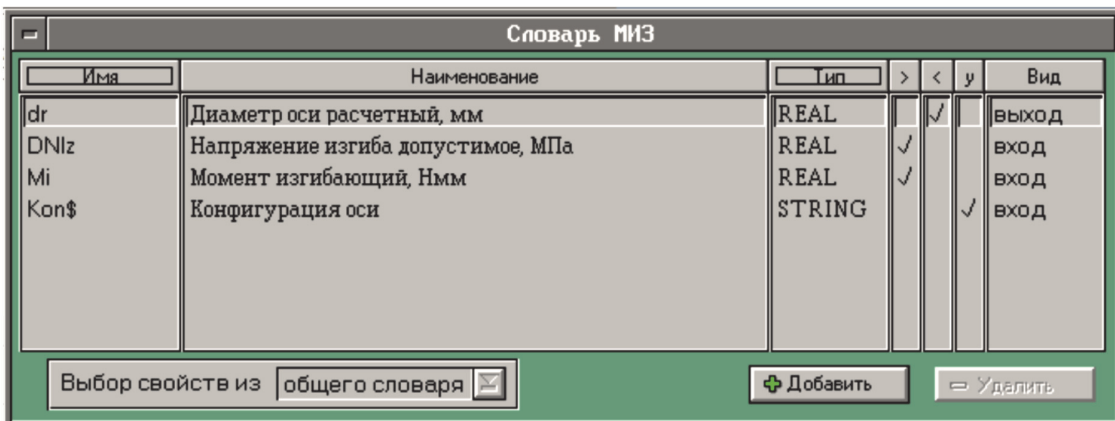 Словарь МИЗ
Имя Наименование Тип > < у Вид
dr Диаметр оси расчетный, мм REAL √ выход
DNIz Напряжение изгиба допустимое, МПа REAL √ вход
Mi Момент изгибающий, Нмм REAL √ вход
Kon$ Конфигурация оси STRING √ вход
Выбор свойств из общего словаря Добавить Удалить